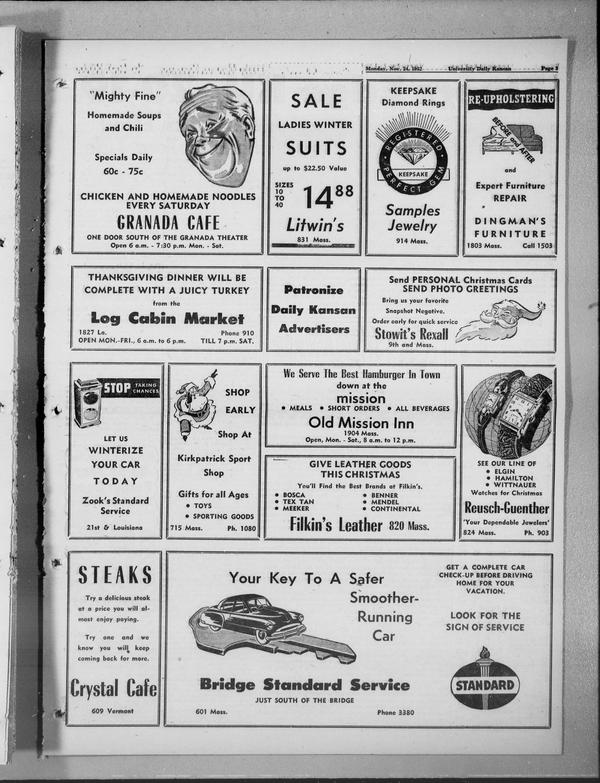 Monday, Nov. 24, 1952 University Daily Kansan Page 3
"Mighty Fine"
Homemade Soups
and Chili
Specials Daily
60c - 75c
CHICKEN AND HOMEMADE NOODLES
EVERY SATURDAY
GRANADA CAFE
ONE DOOR SOUTH OF THE GRANADA THEATER
Open 6 a.m. - 7:30 p.m. Mon. - Sat.
SALE
LADIES WINTER
SUITS
up to $22.50 Value
SIZES
10
TO
40
14.88
Litwin's
831 Mass.
KEEPSAKE
Diamond Rings
REGISTERED
KEEPSAKE
PERFECT GEM
Samples
Jewelry
914 Mass.
RE-UPHOLSTERING
BEFORE AND AFTER
and
Expert Furniture
REPAIR
DINGMAN'S
FURNITURE
1803 Mass. Call 1503
THANKSGIVING DINNER WILL BE
COMPLETE WITH A JUICY TURKEY
from the
Log Cabin Market
1827 La. Phone 910
OPEN MON.-FRI., 6 a.m. to 6 p.m. TILL 7 p.m. SAT.
Patronize
Daily Kansan
Advertisers
Send PERSONAL Christmas Cards
SEND PHOTO GREETINGS
Bring us your favorite
Snapshot Negative.
Order early for quick service
Stowit's Rexall
9th and Mass.
STOP TAKING
CHANCES
LET US
WINTERIZE
YOUR CAR
TODAY
Zook's Standard
Service
21st & Louisiana
SHOP
EARLY
Shop At
Kirkpatrick Sport
Shop
Gifts for all Ages
• TOYS
• SPORTING GOODS
715 Mass. Ph. 1080
We Serve The Best Hamburger In Town
down at the
mission
• MEALS • SHORT ORDERS • ALL BEVERAGES
Old Mission Inn
1904 Mass.
Open, Mon. - Sat., 8 a.m. to 12 p.m.
GIVE LEATHER GOODS
THIS CHRISTMAS
You'll Find the Best Brands at Filkin's.
• BOSCA • BENNER
• TEX TAN • MENDEL
• MEEKER • CONTINENTAL
Filkin's Leather 820 Mass.
SEE OUR LINE OF
• ELGIN
• HAMILTON
• WITTNAUER
Watches for Christmas
Reusch-Guenther
'Your Dependable Jewelers'
824 Mass. Ph. 903
STEAKS
Try a delicious steak
at a price you will al-
most enjoy paying.
Try one and we
know you will keep
coming back for more.
Crystal Cafe
609 Vermont
Your Key To A Safer
Smoother-
Running
Car
Bridge Standard Service
JUST SOUTH OF THE BRIDGE
601 Mass. Phone 3380
GET A COMPLETE CAR
CHECK-UP BEFORE DRIVING
HOME FOR YOUR
VACATION.
LOOK FOR THE
SIGN OF SERVICE
STANDARD